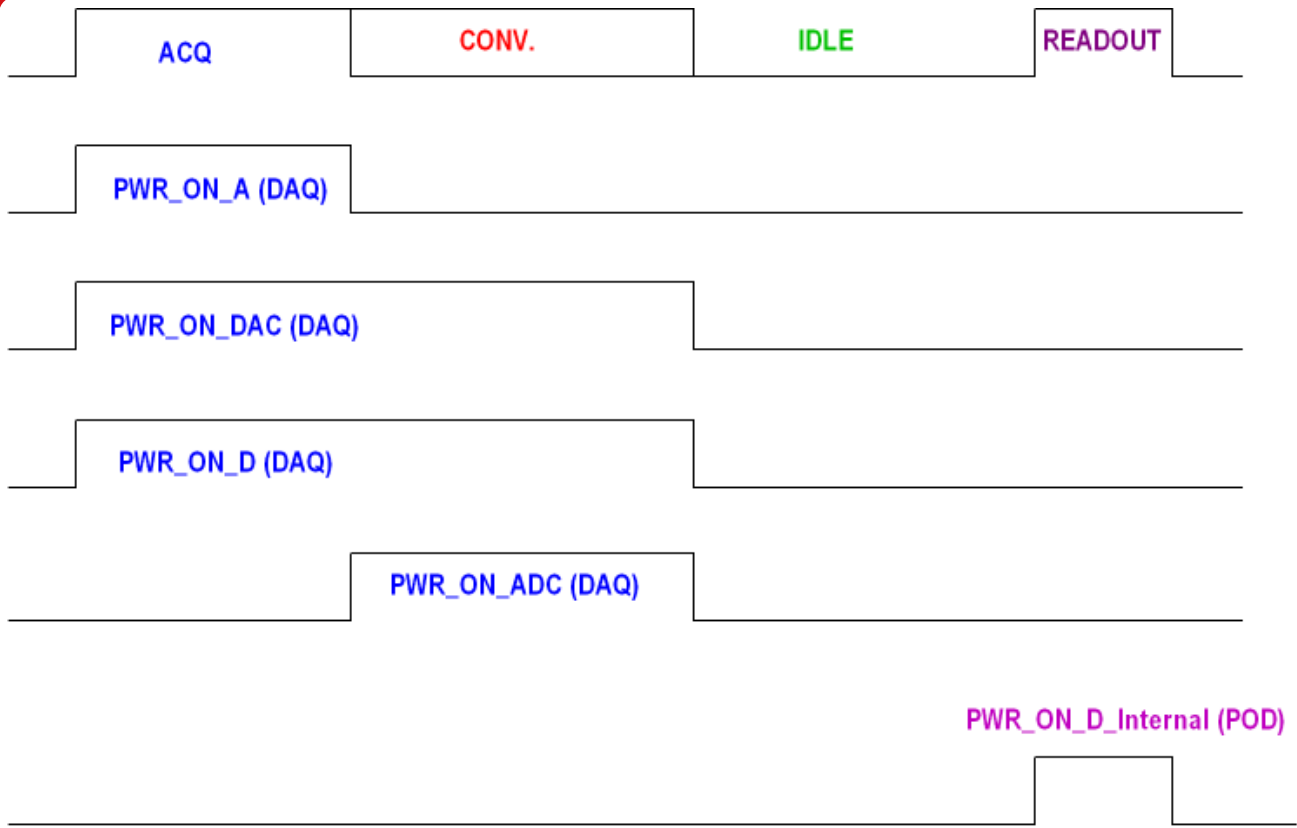 ACQ
CONV.
IDLE
READOUT
PWR_ON_A (DAQ)
PWR_ON_DAC (DAQ)
PWR_ON_D (DAQ)
PWR_ON_ADC (DAQ)
PWR_ON_D_Internal (POD)